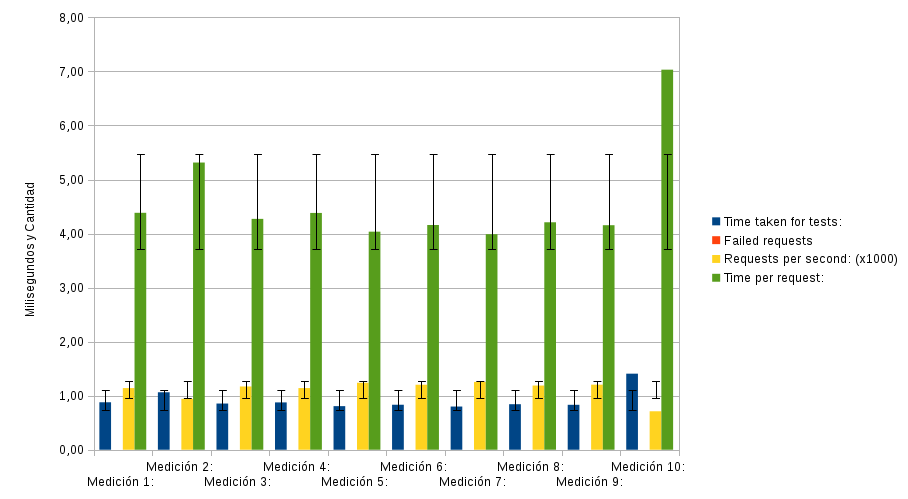 8,00
7,00
6,00
5,00
4,00
3,00
2,00
1,00
0,00
Milisegundos y Cantidad
Medición 1:
Medición 2:
Medición 3:
Medición 4:
Medición 5:
Medición 6:
Medición 7:
Medición 8:
Medición 9:
Medición 10:
Time taken for tests:
Failed requests
Requests per second: (x1000)
Time per request: